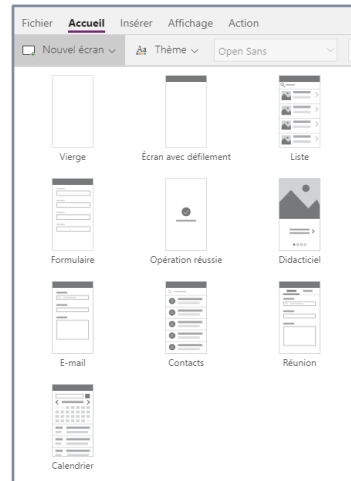 Fichier Accueil Insérer Affichage Action
Nouvel écran Aa Thème Open Sans
Vierge Écran avec défilement Liste
Formulaire Opération réussie Didacticiel
E-mail Contacts Réunion
Calendrier